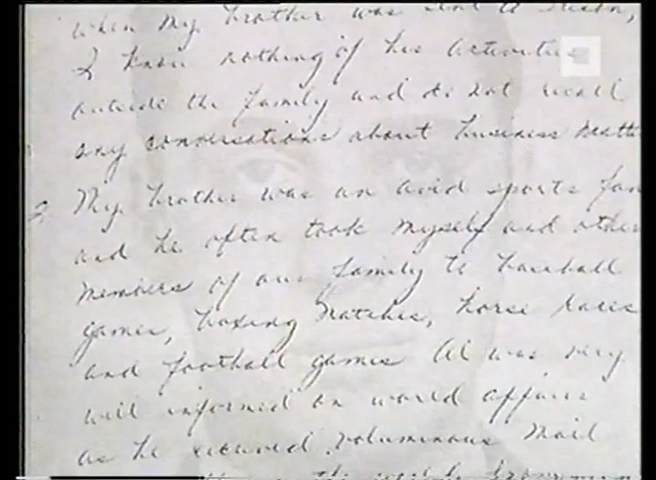 when my brother was sent to prison,
I know nothing of his activities
outside the family and do not recall
any conversations about business matte
2 My brother was an avid sports fan
and he often took myself and other
members of our family to baseball
games, boxing matches, horse races
and football games Al was very
well informed on world affairs
as he received voluminous mail